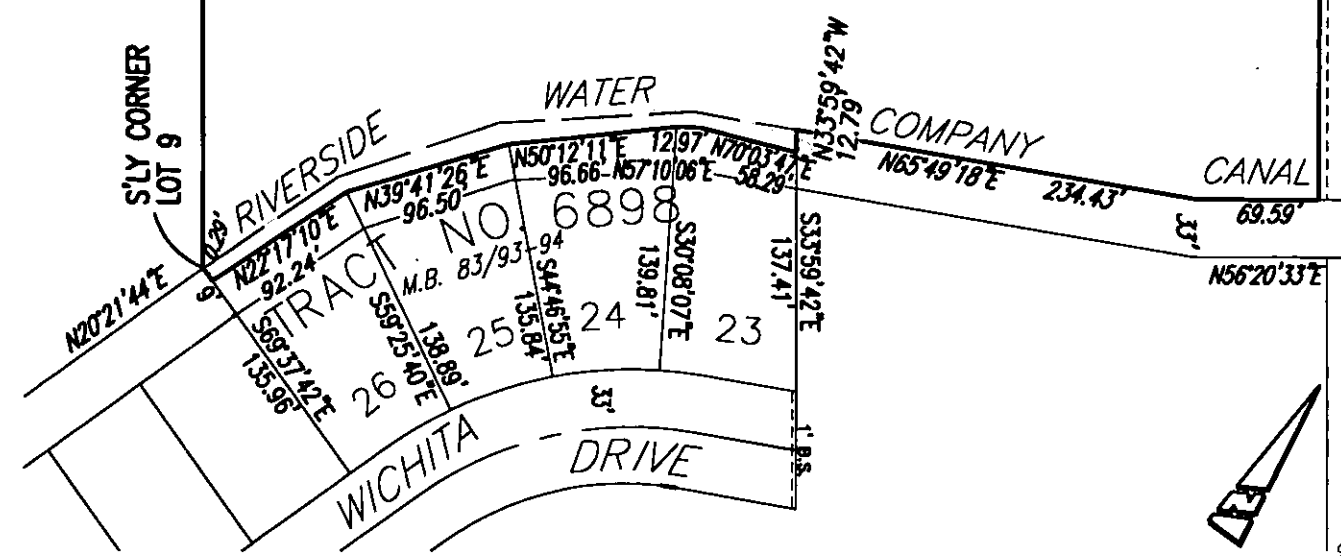 S'LY CORNER
LOT 9
RIVERSIDE
WATER
COMPANY
CANAL
N20°21'44"E
N22°17'10"E
92.24'
N39°41'26"E
96.50'
N50°12'11"E
96.66
12.97'
N57°10'06"E
N70°03'47"E
58.29'
N33°59'42"W
12.79'
N65°49'18"E
234.43'
69.59'
33'
N56°20'33"E
TRACT NO. 6898
M.B. 83/93-94
S69°37'42"E
135.96'
26
S59°25'40"E
138.89'
25
S44°46'55"E
135.84'
24
139.81'
S30°08'07"E
23
S33°59'42"E
137.41'
33'
1' B.S.
WICHITA
DRIVE
N